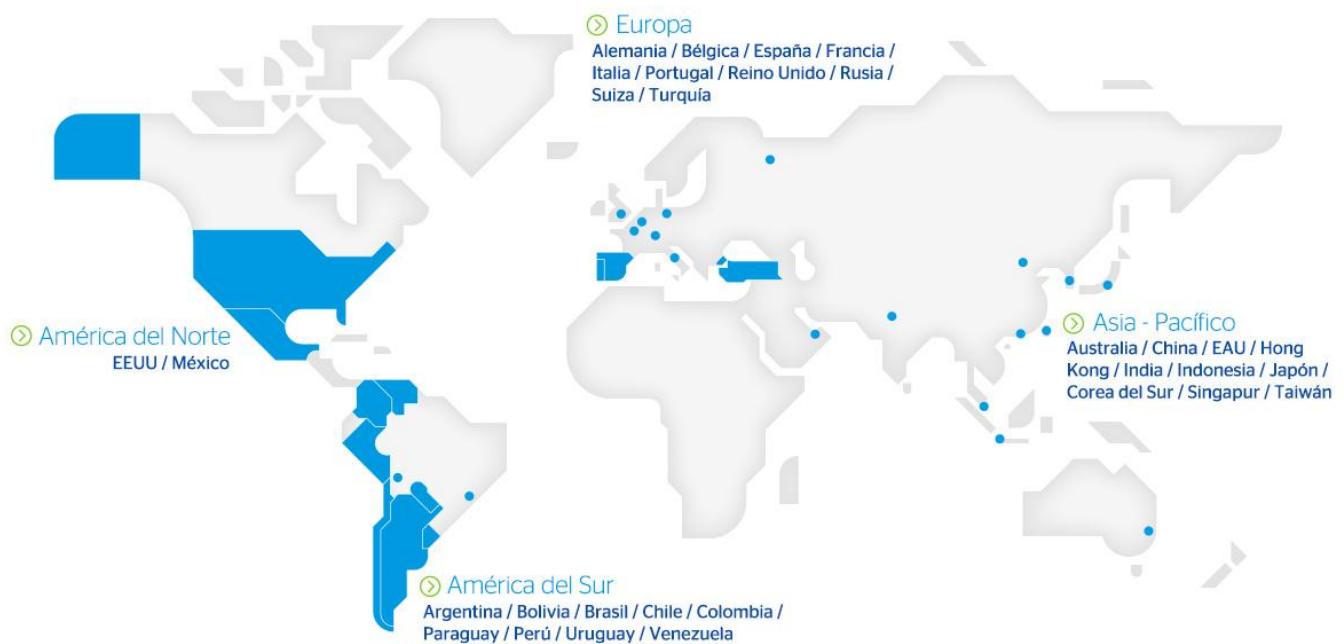 Europa
Alemania / Bélgica / España / Francia /
Italia / Portugal / Reino Unido / Rusia /
Suiza / Turquía
América del Norte
EEUU / México
Asia - Pacífico
Australia / China / EAU / Hong
Kong / India / Indonesia / Japón /
Corea del Sur / Singapur / Taiwán
América del Sur
Argentina / Bolivia / Brasil / Chile / Colombia /
Paraguay / Perú / Uruguay / Venezuela